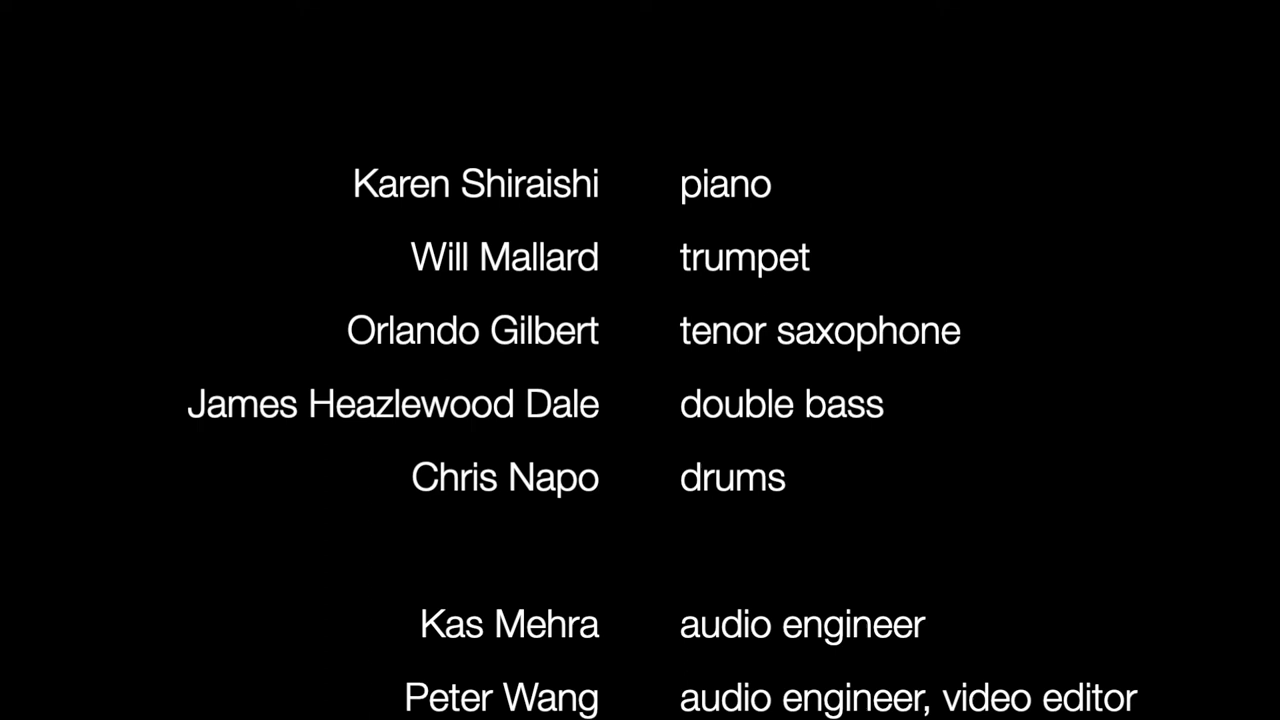 Karen Shiraishi piano
Will Mallard trumpet
Orlando Gilbert tenor saxophone
James Heazlewood Dale double bass
Chris Napo drums
Kas Mehra audio engineer
Peter Wang audio engineer, video editor